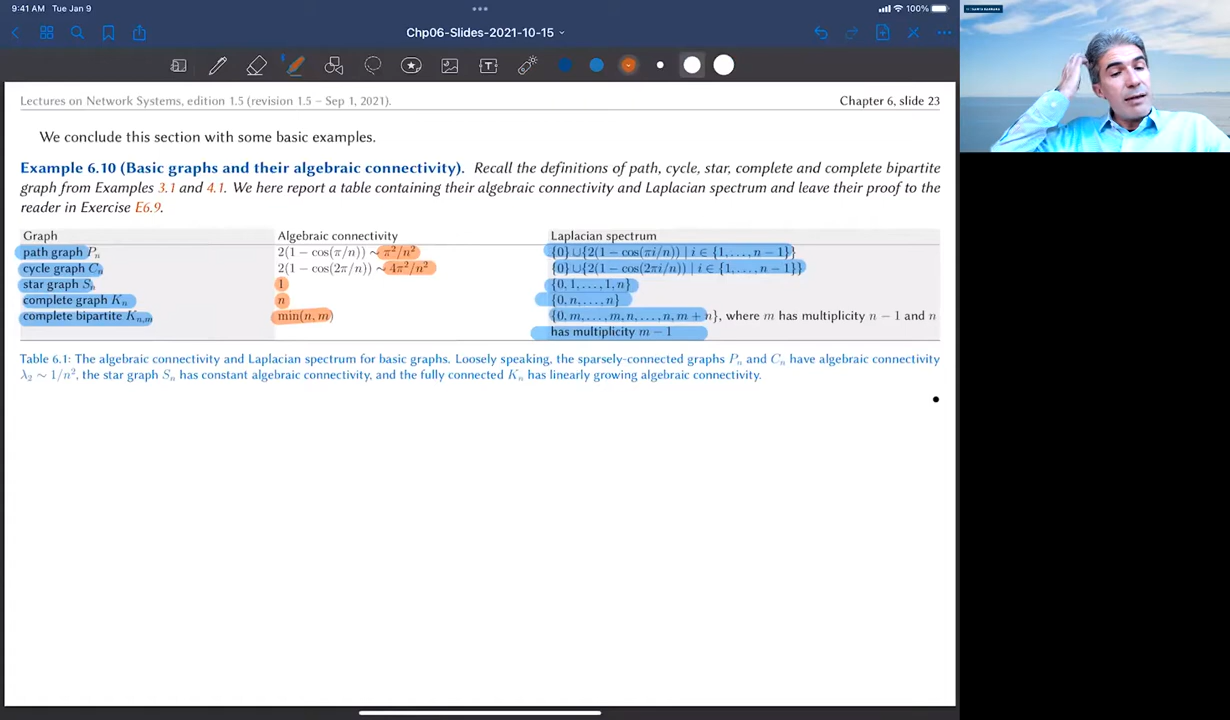 9:41 AM Tue Jan 9
100%
Chp06-Slides-2021-10-15
Lectures on Network Systems, edition 1.5 (revision 1.5 – Sep 1, 2021).
Chapter 6, slide 23
We conclude this section with some basic examples.
Example 6.10 (Basic graphs and their algebraic connectivity). Recall the definitions of path, cycle, star, complete and complete bipartite
graph from Examples 3.1 and 4.1. We here report a table containing their algebraic connectivity and Laplacian spectrum and leave their proof to the
reader in Exercise E6.9.
Graph Algebraic connectivity Laplacian spectrum
path graph Pₙ 2(1 − cos(π/n)) ∼ π²/n² {0} ∪ {2(1 − cos(πi/n)) | i ∈ {1, . . . , n − 1}}
cycle graph Cₙ 2(1 − cos(2π/n)) ∼ 4π²/n² {0} ∪ {2(1 − cos(2πi/n)) | i ∈ {1, . . . , n − 1}}
star graph Sₙ 1 {0, 1, . . . , 1, n}
complete graph Kₙ n {0, n, . . . , n}
complete bipartite Kₙ,ₘ min(n, m) {0, m, . . . , m, n, . . . , n, m + n}, where m has multiplicity n − 1 and n
has multiplicity m − 1
Table 6.1: The algebraic connectivity and Laplacian spectrum for basic graphs. Loosely speaking, the sparsely-connected graphs Pₙ and Cₙ have algebraic connectivity
λ₂ ∼ 1/n², the star graph Sₙ has constant algebraic connectivity, and the fully connected Kₙ has linearly growing algebraic connectivity.